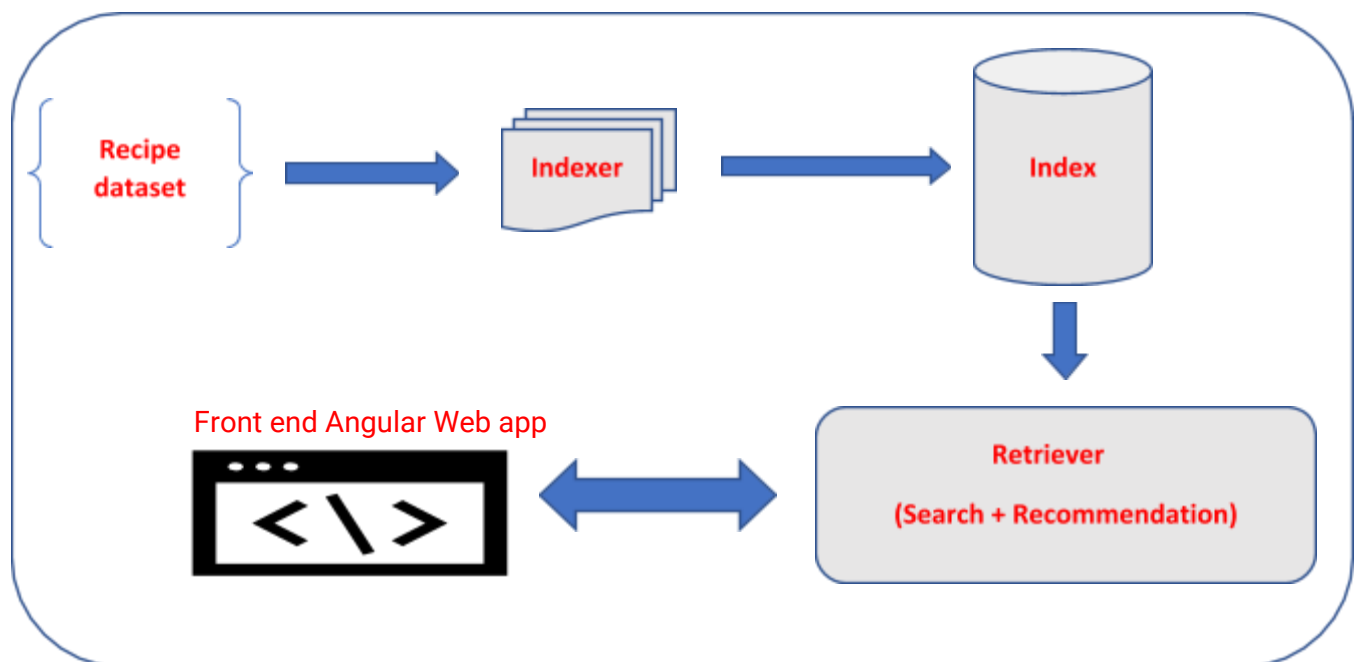 Recipe
dataset
Indexer
Index
Front end Angular Web app
<\>
Retriever
(Search + Recommendation)